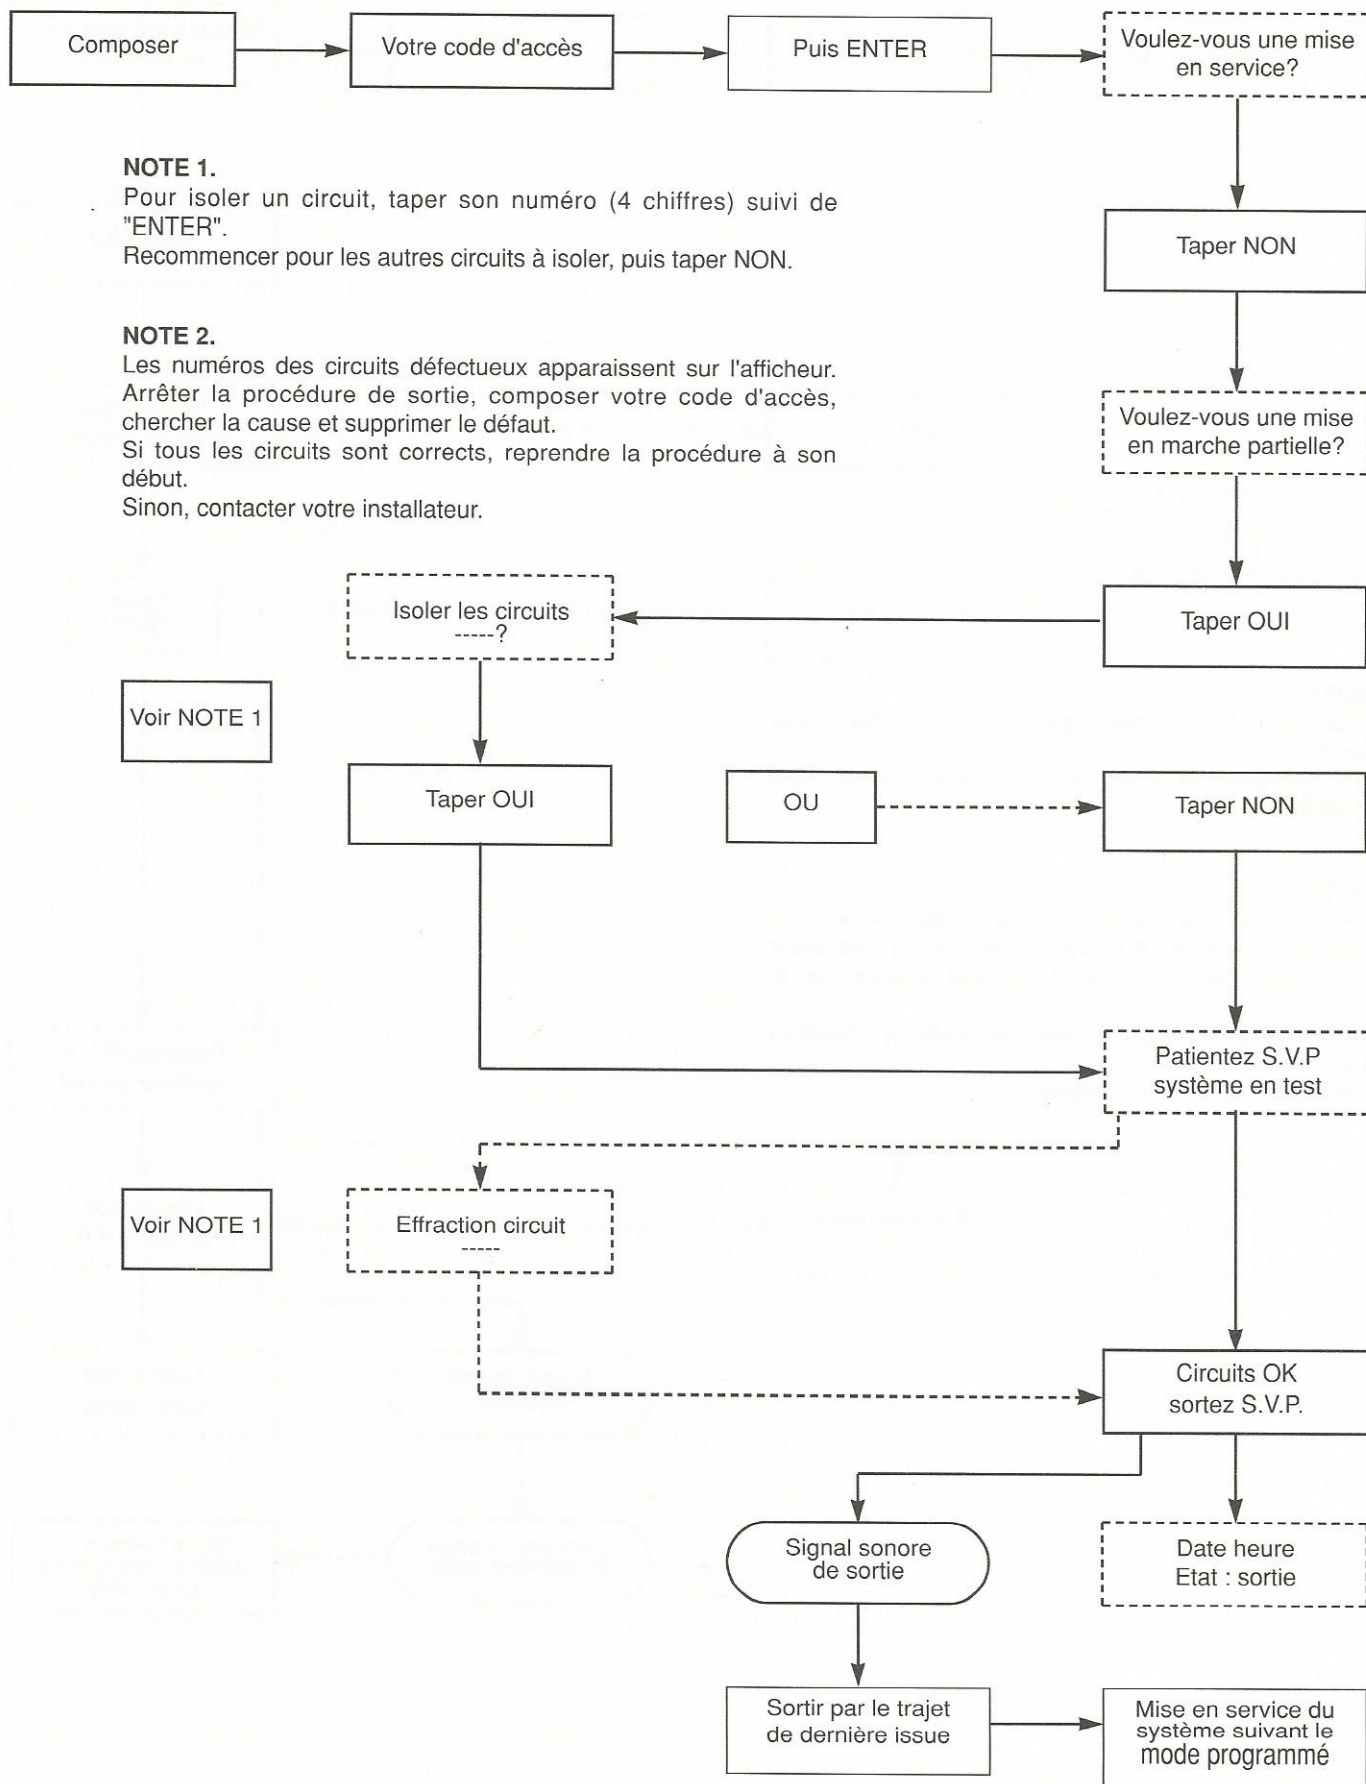 Composer
Votre code d'accès
Puis ENTER
Voulez-vous une mise
en service?
NOTE 1.
Pour isoler un circuit, taper son numéro (4 chiffres) suivi de
"ENTER".
Recommencer pour les autres circuits à isoler, puis taper NON.
Taper NON
NOTE 2.
Les numéros des circuits défectueux apparaissent sur l'afficheur.
Arrêter la procédure de sortie, composer votre code d'accès,
chercher la cause et supprimer le défaut.
Si tous les circuits sont corrects, reprendre la procédure à son
début.
Sinon, contacter votre installateur.
Voulez-vous une mise
en marche partielle?
Isoler les circuits
-----?
Taper OUI
Voir NOTE 1
Taper OUI
OU
Taper NON
Patientez S.V.P
système en test
Voir NOTE 1
Effraction circuit
-----
Circuits OK
sortez S.V.P.
Signal sonore
de sortie
Date heure
Etat : sortie
Sortir par le trajet
de dernière issue
Mise en service du
système suivant le
mode programmé